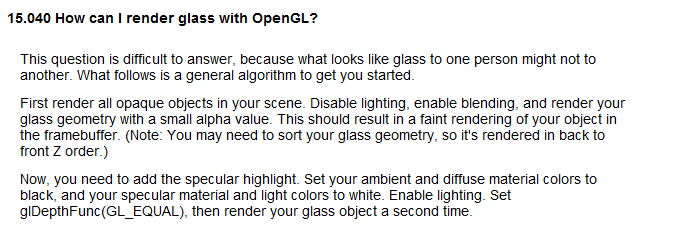 15.040 How can I render glass with OpenGL?
This question is difficult to answer, because what looks like glass to one person might not to
another. What follows is a general algorithm to get you started.
First render all opaque objects in your scene. Disable lighting, enable blending, and render your
glass geometry with a small alpha value. This should result in a faint rendering of your object in
the framebuffer. (Note: You may need to sort your glass geometry, so it's rendered in back to
front Z order.)
Now, you need to add the specular highlight. Set your ambient and diffuse material colors to
black, and your specular material and light colors to white. Enable lighting. Set
glDepthFunc(GL_EQUAL), then render your glass object a second time.